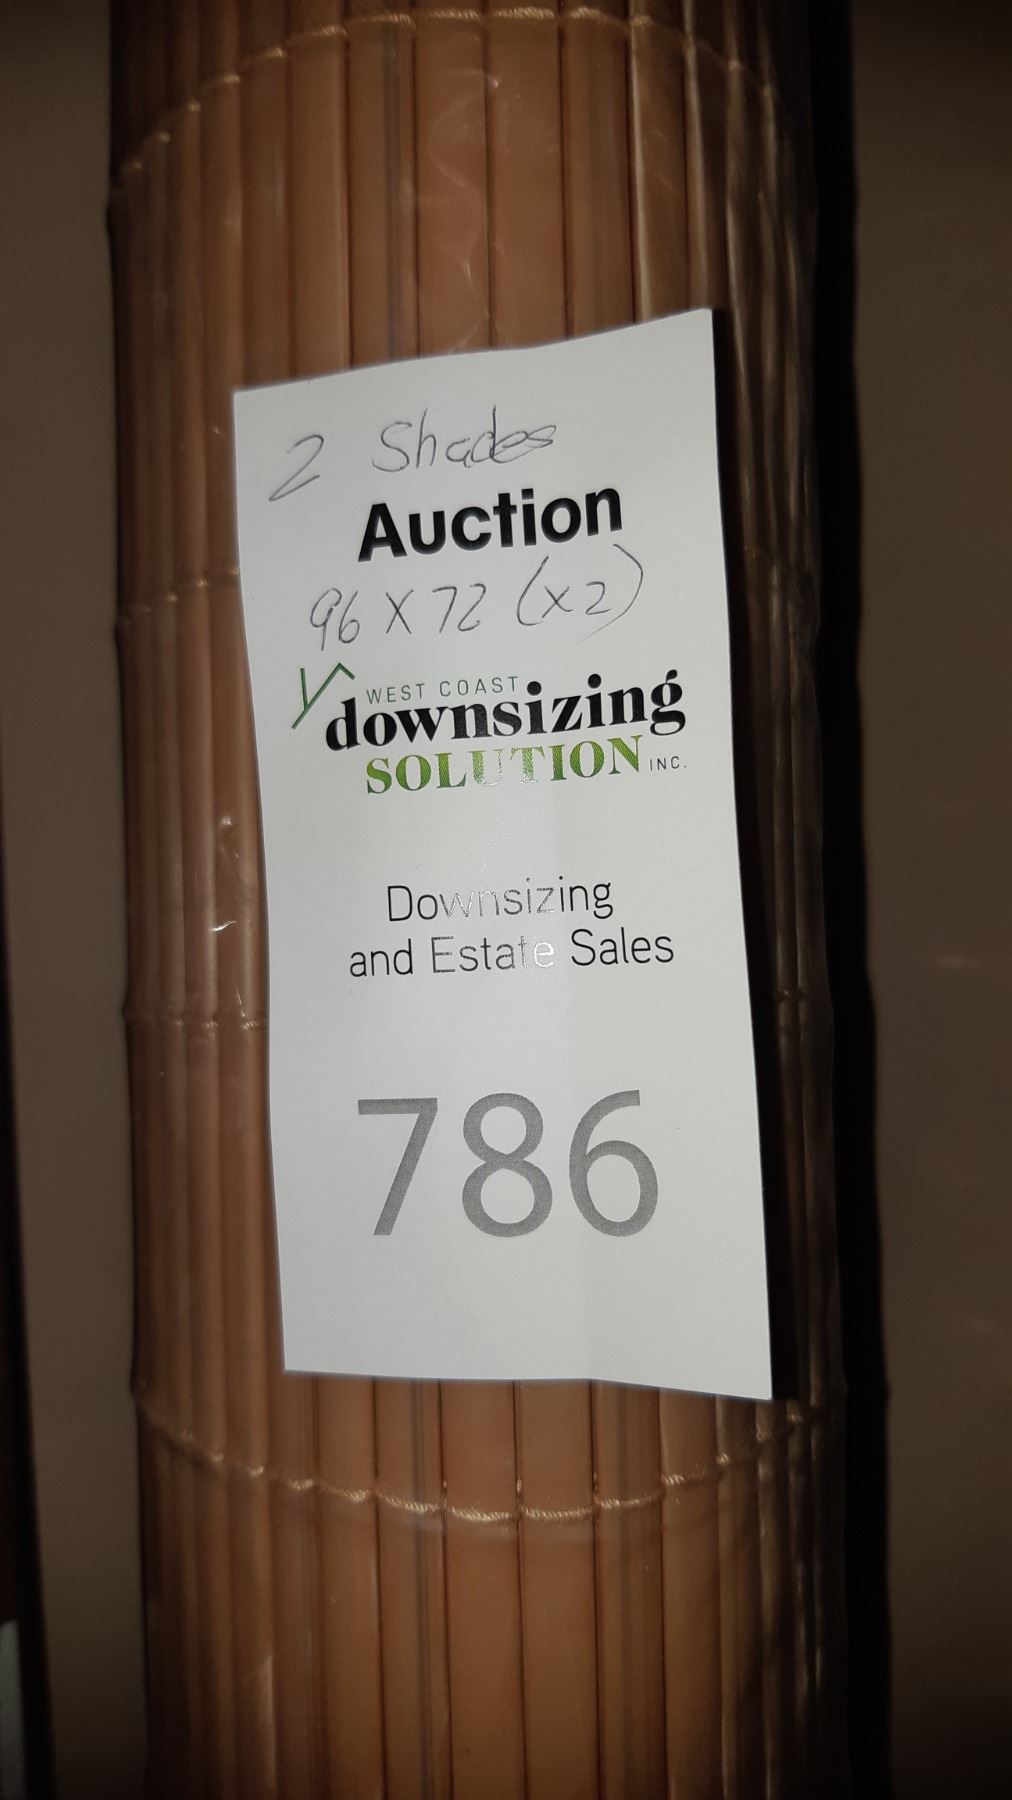 2 Shades
Auction
96 X 72 (x2)
WEST COAST
downsizing
SOLUTION INC.
Downsizing
and Estate Sales
786